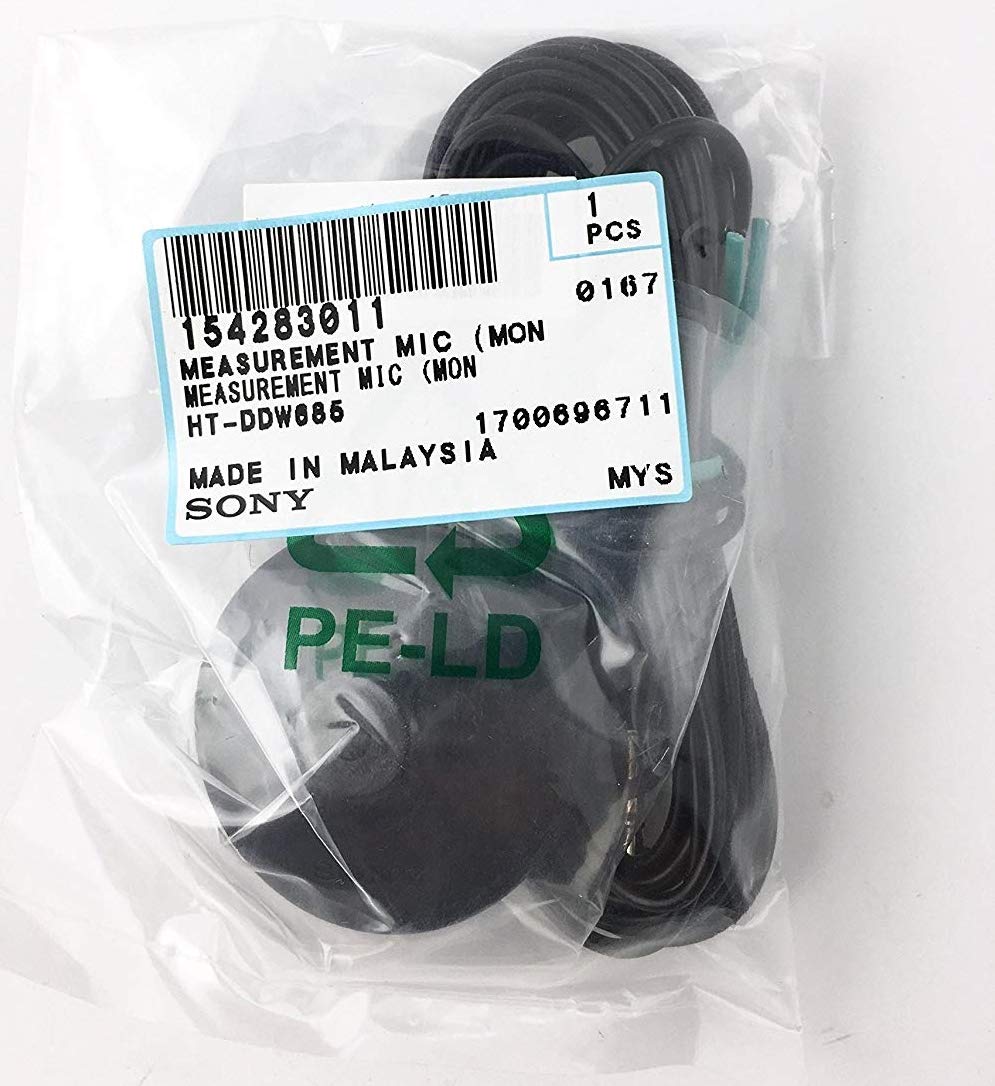 1
PCS
0167
154283011
MEASUREMENT MIC (MON
MEASUREMENT MIC (MON
HT-DDW685
1700696711
MADE IN MALAYSIA
MYS
SONY
PE-LD